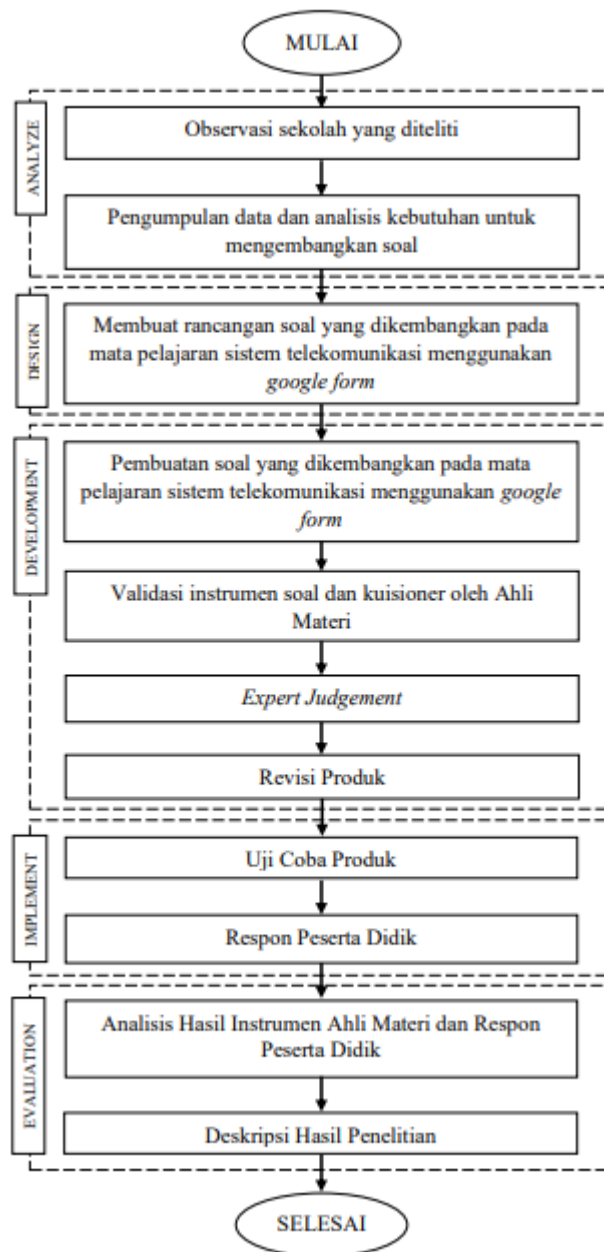 MULAI
ANALYZE
Observasi sekolah yang diteliti
Pengumpulan data dan analisis kebutuhan untuk
mengembangkan soal
DESIGN
Membuat rancangan soal yang dikembangkan pada
mata pelajaran sistem telekomunikasi menggunakan
google form
DEVELOPMENT
Pembuatan soal yang dikembangkan pada mata
pelajaran sistem telekomunikasi menggunakan google
form
Validasi instrumen soal dan kuisioner oleh Ahli
Materi
Expert Judgement
Revisi Produk
IMPLEMENT
Uji Coba Produk
Respon Peserta Didik
EVALUATION
Analisis Hasil Instrumen Ahli Materi dan Respon
Peserta Didik
Deskripsi Hasil Penelitian
SELESAI